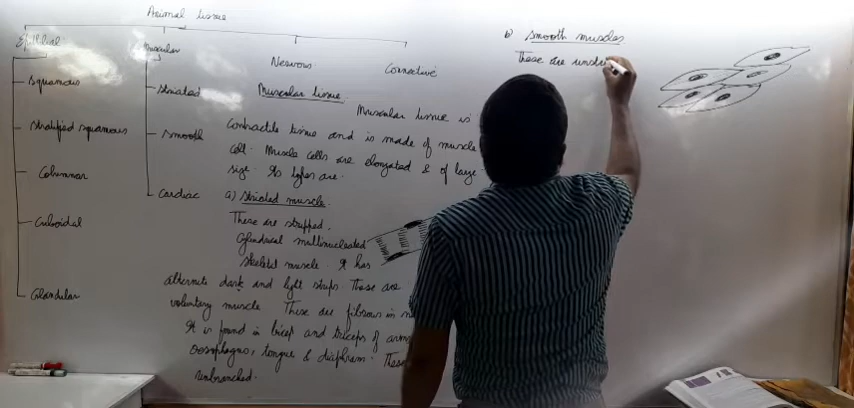 Animal tissue
Epithelial
Muscular
Nervous
Connective
Squamous
Stratified squamous
Columnar
Cuboidal
Glandular
Striated
Smooth
Cardiac
Muscular tissue
Muscular tissue is
Contractile tissue and is made of muscle
cell. Muscle cells are elongated & of large
size. Its types are.
a) Striated muscle.
These are stripped.
Cylindrical multinucleated
skeletal muscle. It has
alternate dark and light strips. These are
voluntary muscle. These are fibrous in
It is found in bicep and triceps of arms
oesophagus, tongue & diaphram. These
unbranched.
b) Smooth muscles
These are